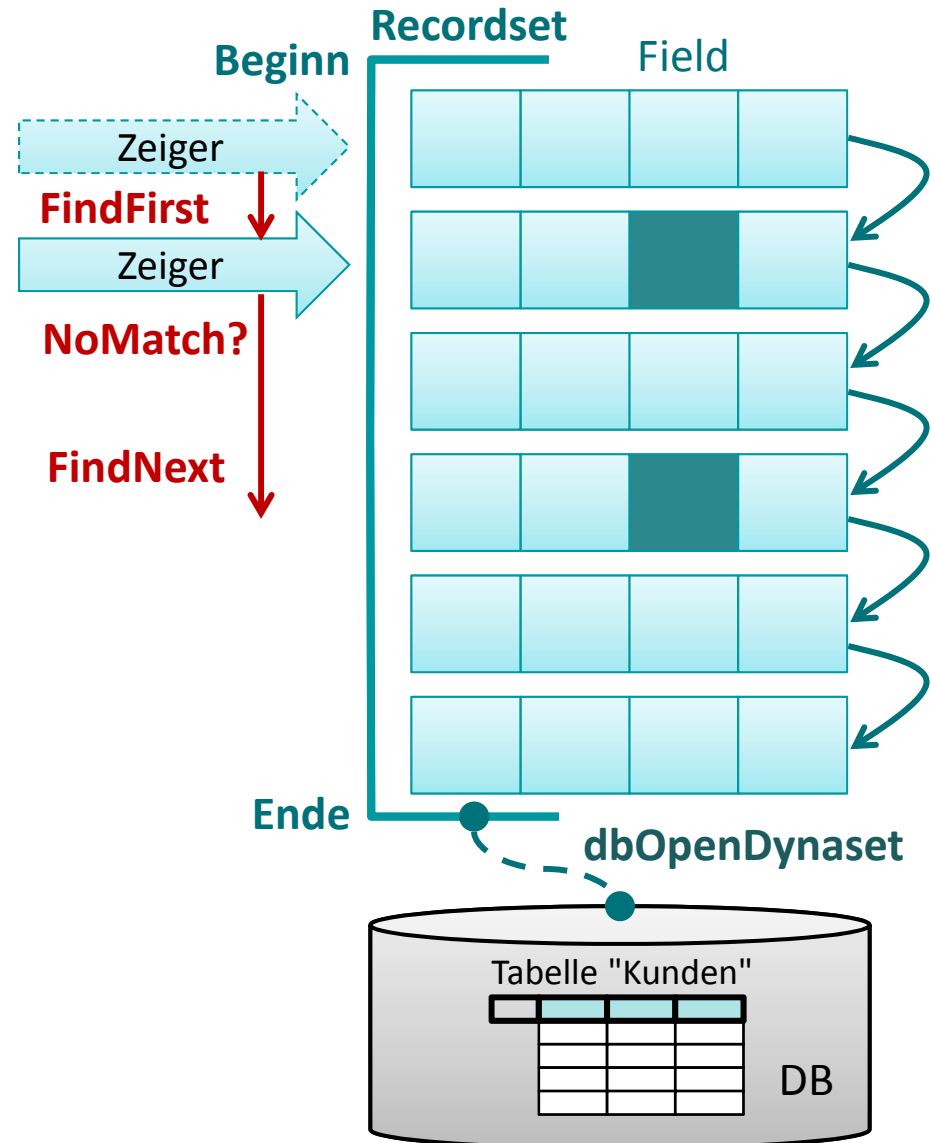 Recordset
Beginn
Field
Zeiger
FindFirst
Zeiger
NoMatch?
FindNext
Ende
dbOpenDynaset
Tabelle "Kunden"
DB